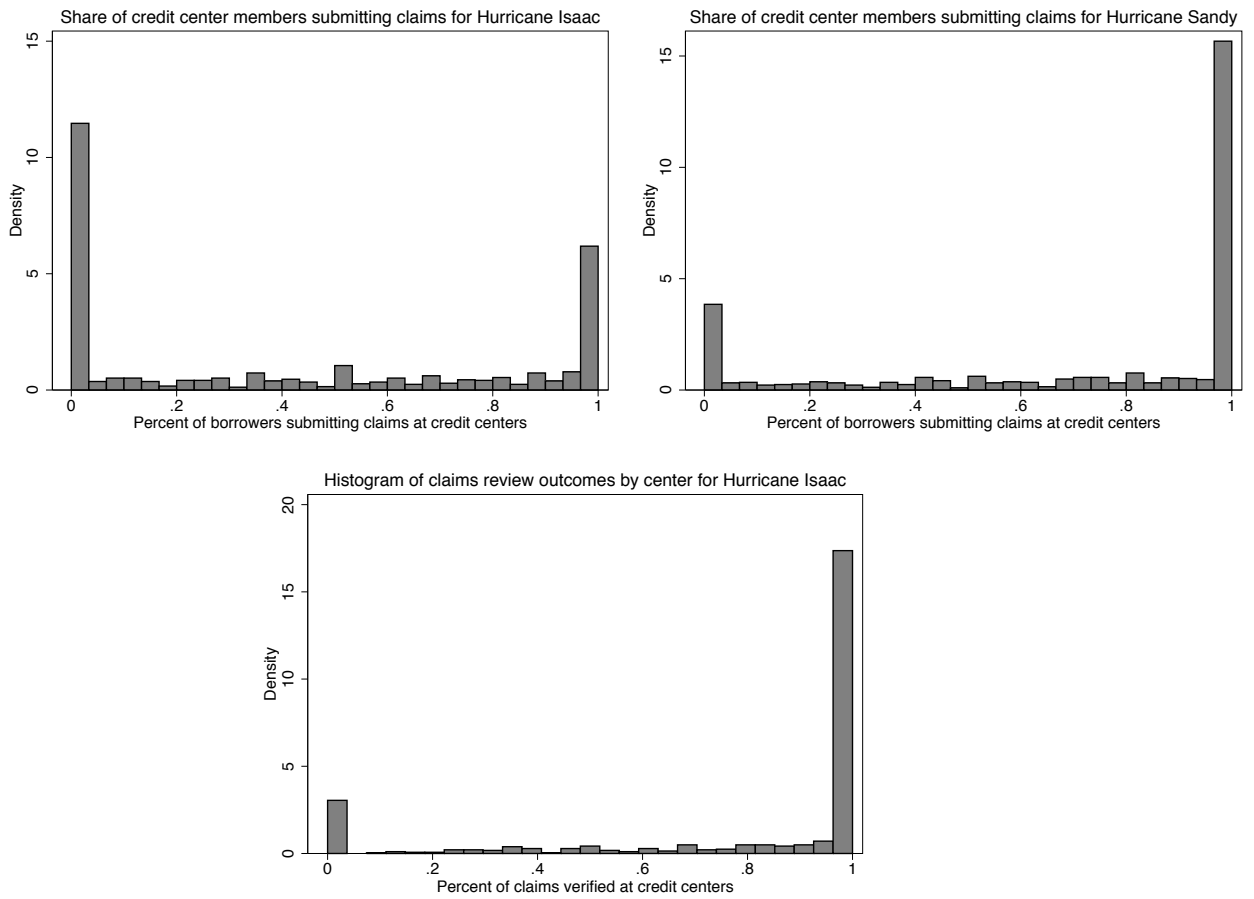 Share of credit center members submitting claims for Hurricane Isaac
15
10
5
0
Density
0 .2 .4 .6 .8 1
Percent of borrowers submitting claims at credit centers
Share of credit center members submitting claims for Hurricane Sandy
15
10
5
0
Density
0 .2 .4 .6 .8 1
Percent of borrowers submitting claims at credit centers
Histogram of claims review outcomes by center for Hurricane Isaac
20
15
10
5
0
Density
0 .2 .4 .6 .8 1
Percent of claims verified at credit centers